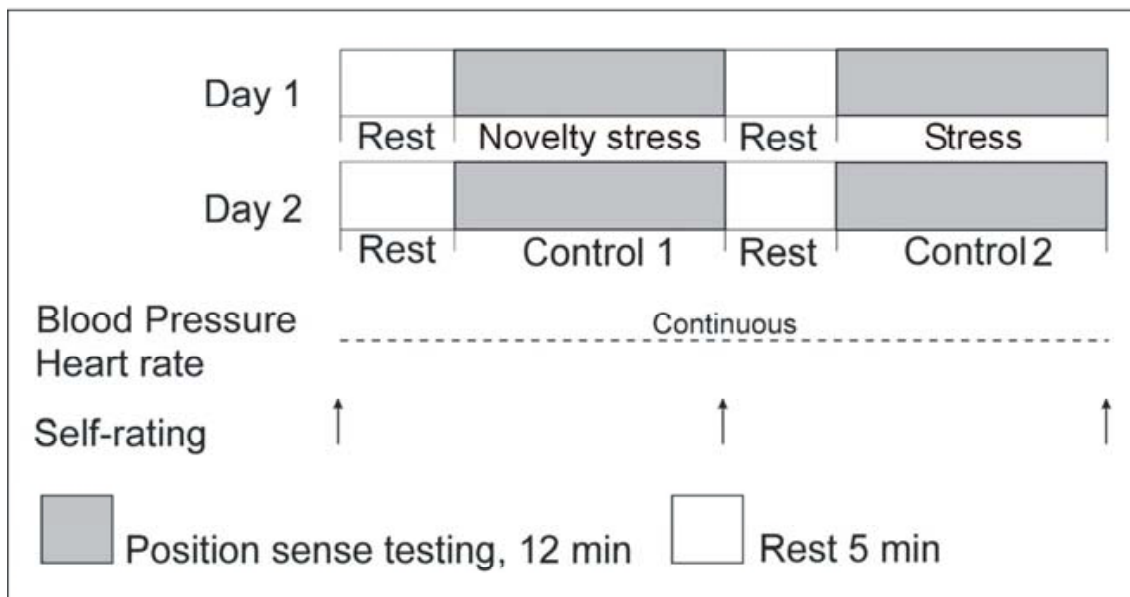 Day 1
Rest Novelty stress Rest Stress
Day 2
Rest Control 1 Rest Control 2
Blood Pressure
Continuous
Heart rate
Self-rating
Position sense testing, 12 min
Rest 5 min